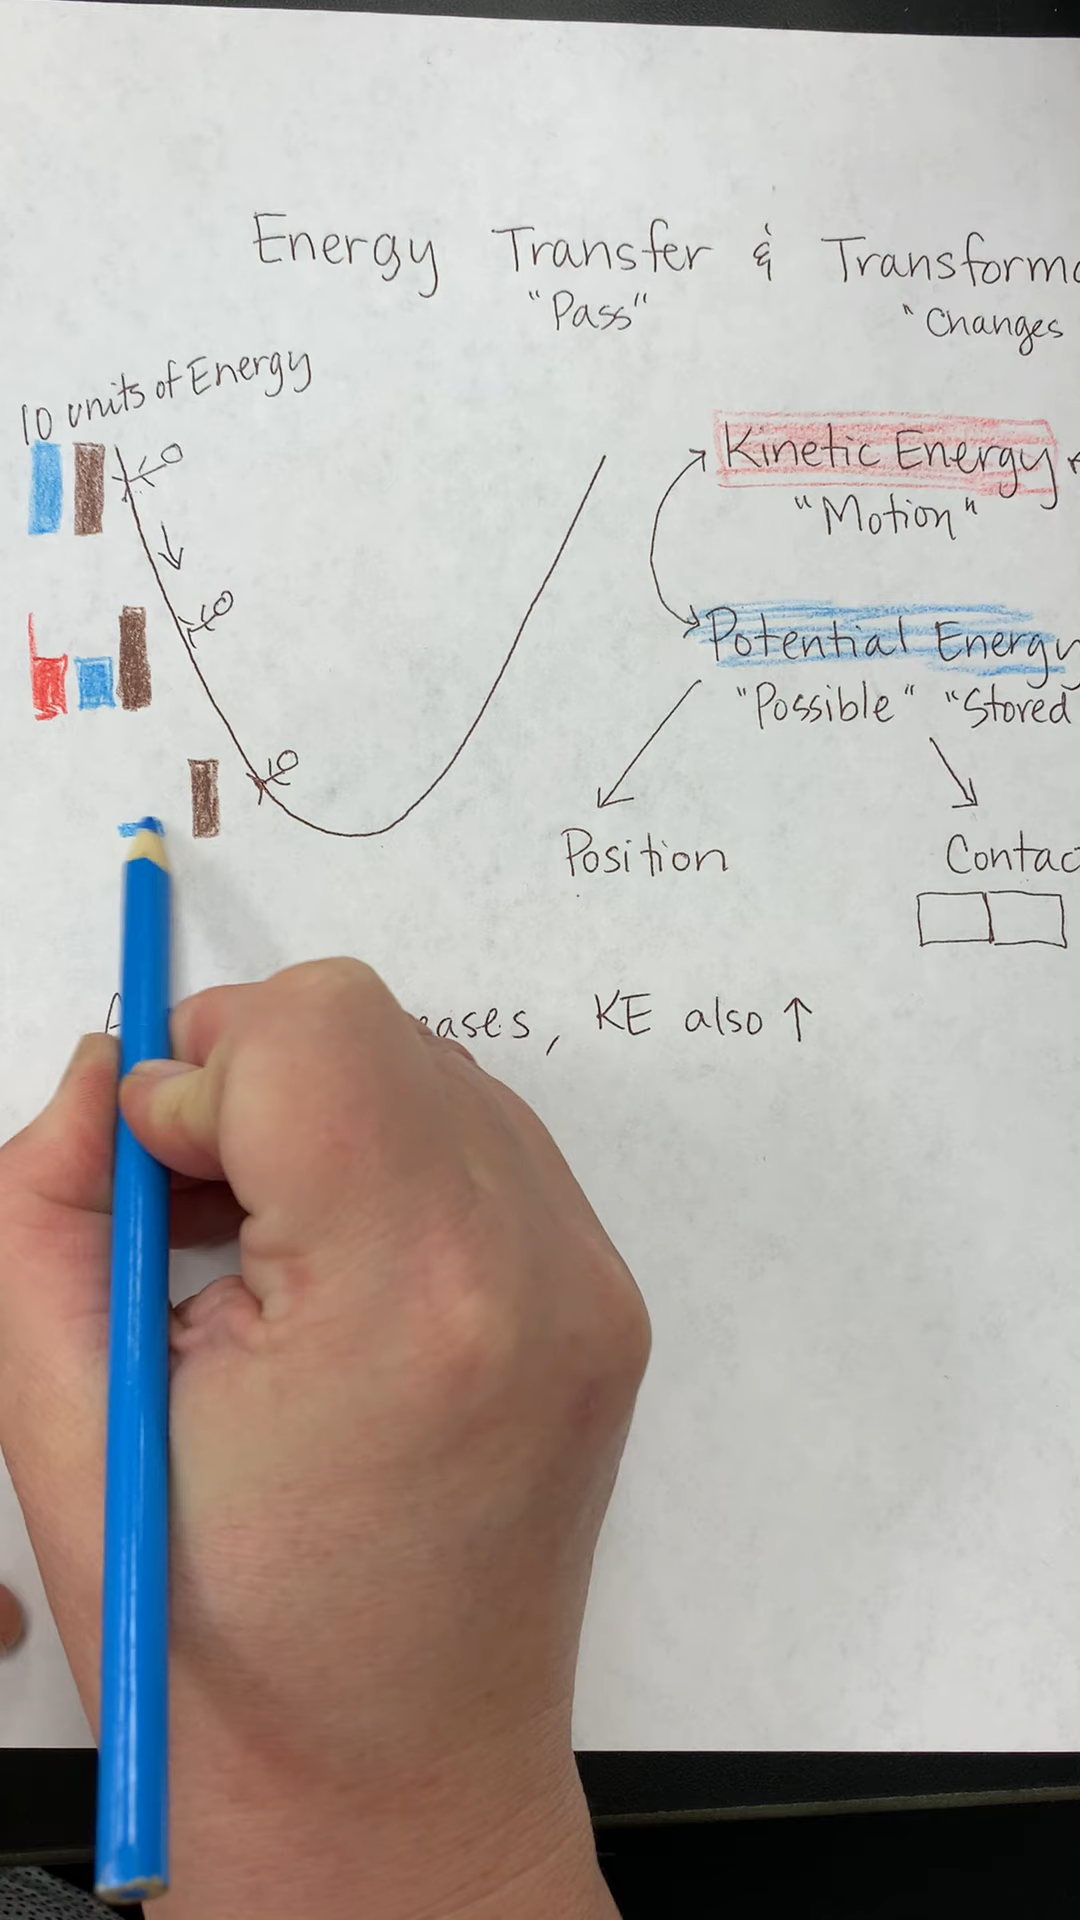 Energy Transfer & Transforma
"Pass" "Changes
10 units of Energy
Kinetic Energy
"Motion"
Potential Energy
"Possible" "Stored
Position
Contac
eases, KE also ↑